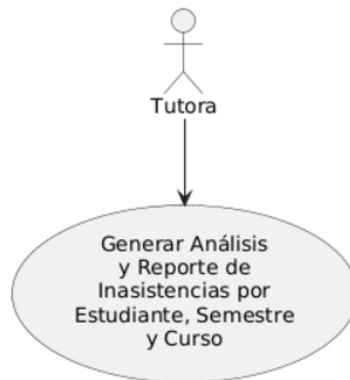 Tutora
Generar Análisis
y Reporte de
Inasistencias por
Estudiante, Semestre
y Curso